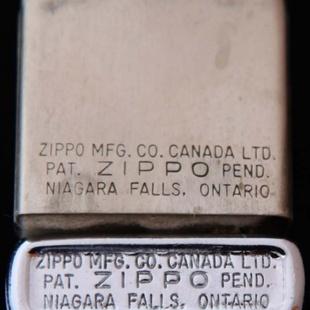 ZIPPO MFG. CO. CANADA LTD.
PAT. ZIPPO PEND.
NIAGARA FALLS, ONTARIO
ZIPPO MFG. CO. CANADA LTD.
PAT. ZIPPO PEND.
NIAGARA FALLS, ONTARIO